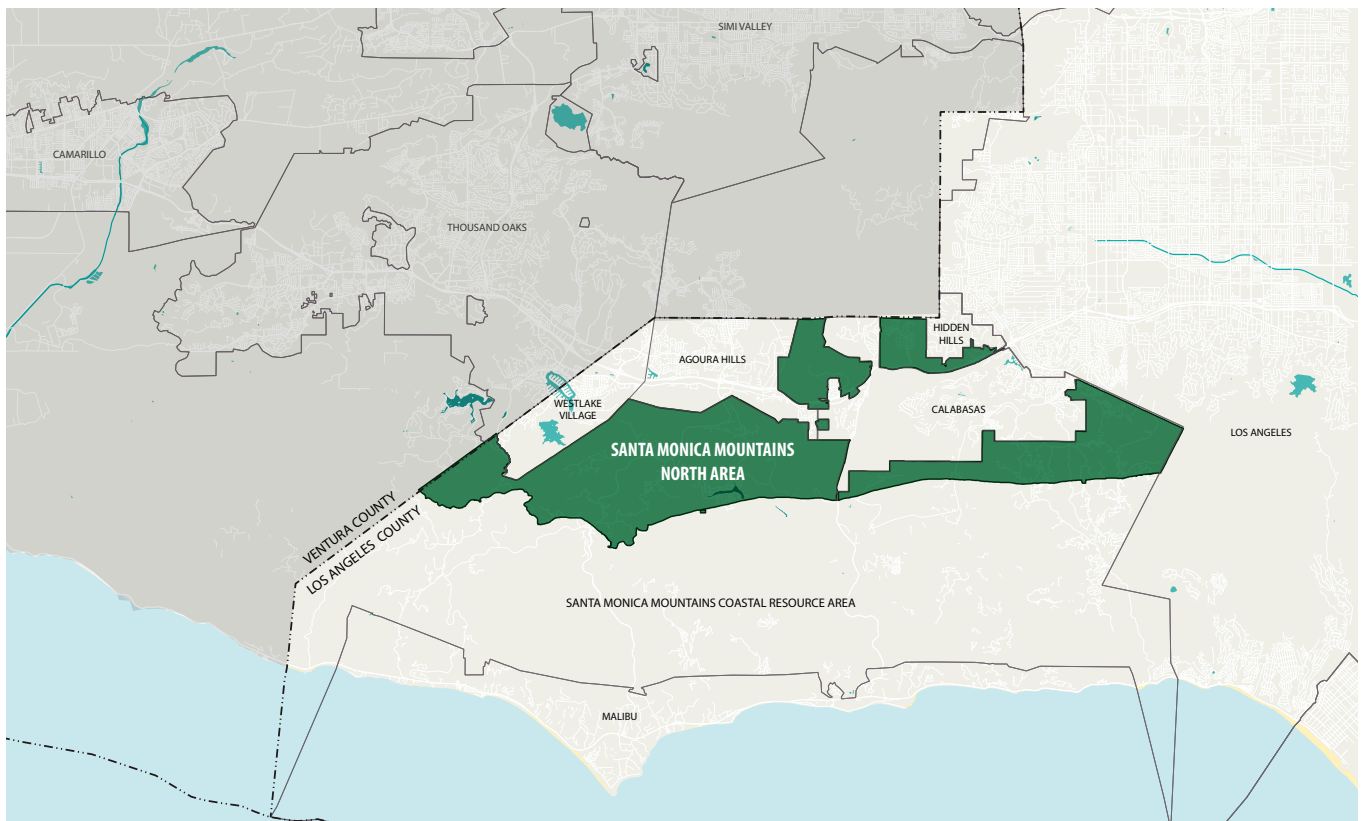 SIMI VALLEY
CAMARILLO
THOUSAND OAKS
HIDDEN
HILLS
AGOURA HILLS
WESTLAKE
VILLAGE
CALABASAS
LOS ANGELES
SANTA MONICA MOUNTAINS
NORTH AREA
VENTURA COUNTY
LOS ANGELES COUNTY
SANTA MONICA MOUNTAINS COASTAL RESOURCE AREA
MALIBU